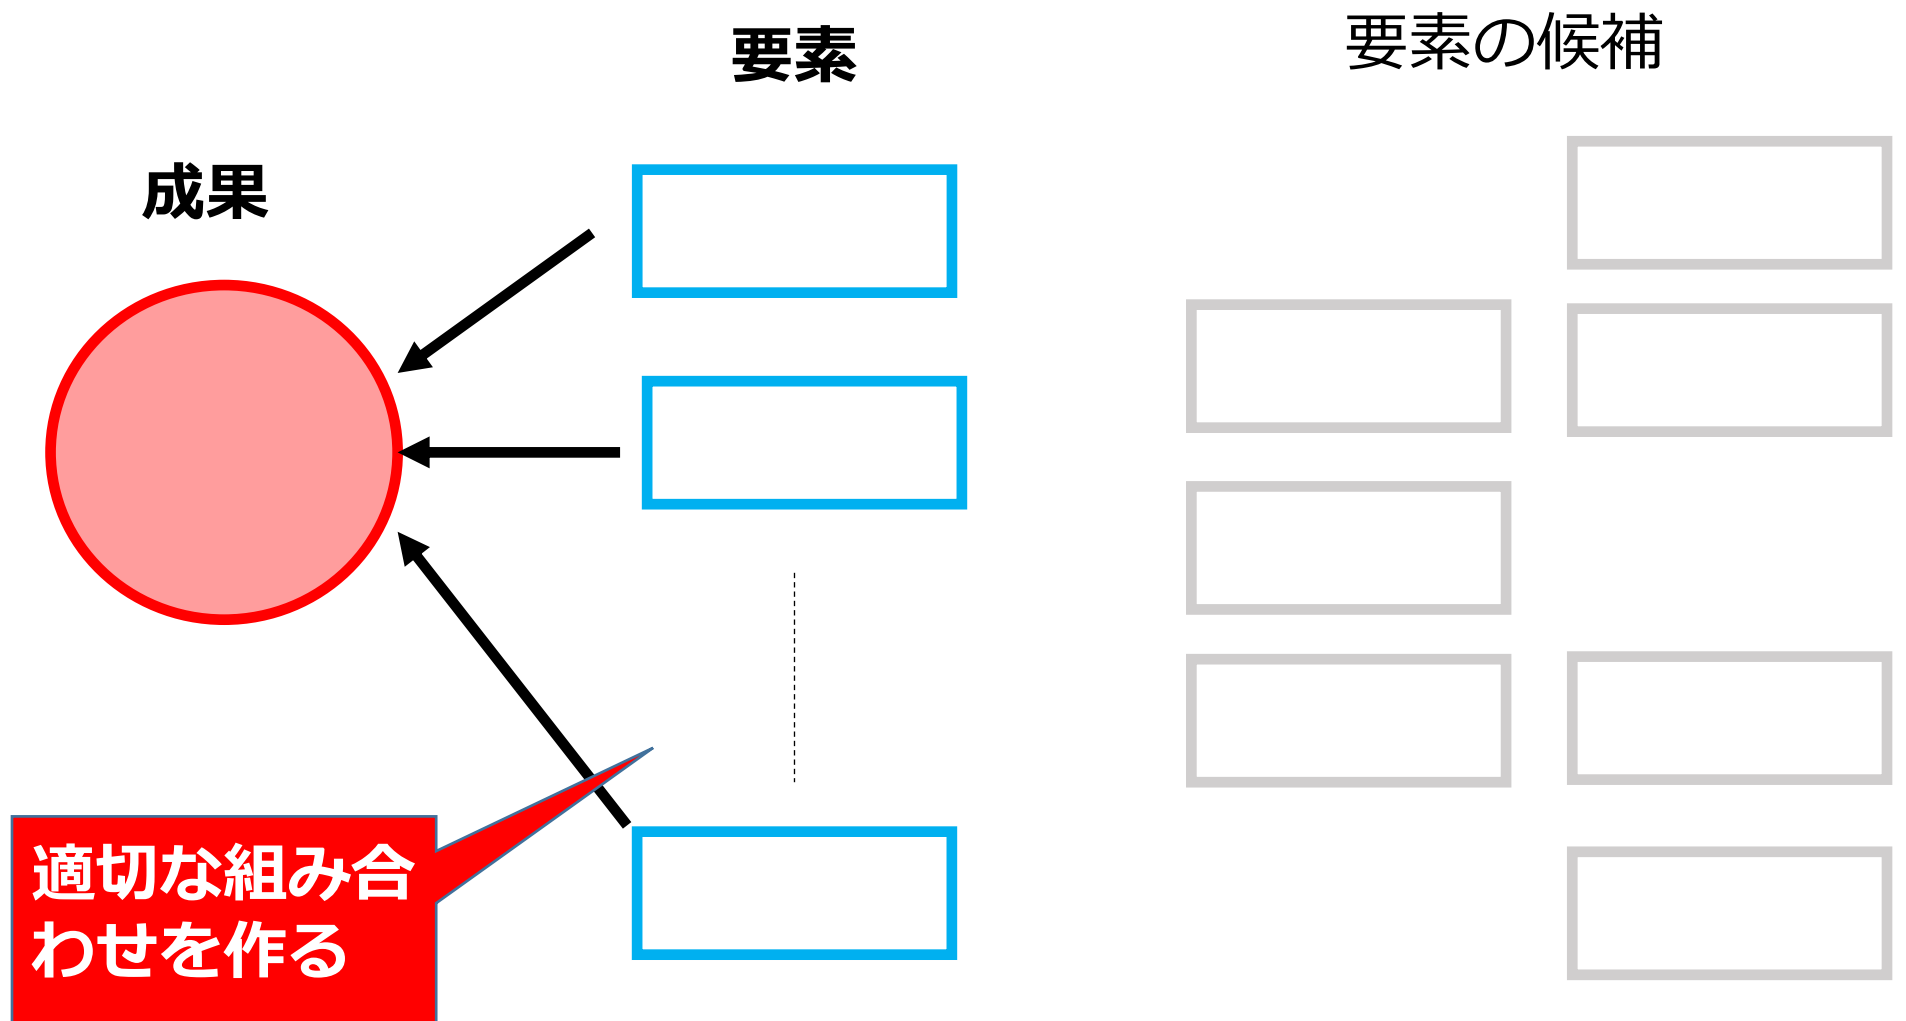 要素
要素の候補
成果
適切な組み合
わせを作る